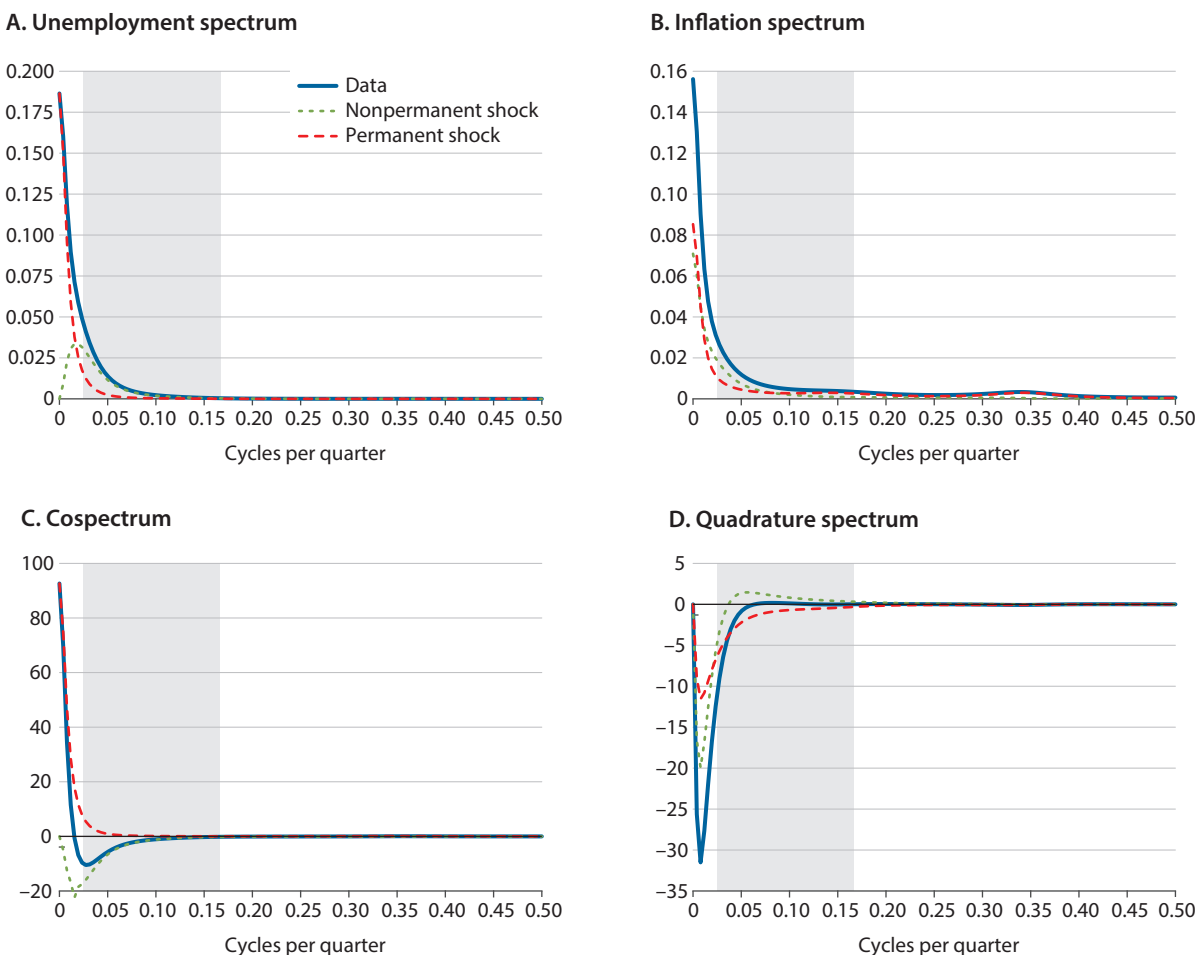 A. Unemployment spectrum
0.200
0.175
0.150
0.125
0.100
0.075
0.050
0.025
0
Data
Nonpermanent shock
Permanent shock
0 0.05 0.10 0.15 0.20 0.25 0.30 0.35 0.40 0.45 0.50
Cycles per quarter
B. Inflation spectrum
0.16
0.14
0.12
0.10
0.08
0.06
0.04
0.02
0
0 0.05 0.10 0.15 0.20 0.25 0.30 0.35 0.40 0.45 0.50
Cycles per quarter
C. Cospectrum
100
80
60
40
20
0
−20
0 0.05 0.10 0.15 0.20 0.25 0.30 0.35 0.40 0.45 0.50
Cycles per quarter
D. Quadrature spectrum
5
0
−5
−10
−15
−20
−25
−30
−35
0 0.05 0.10 0.15 0.20 0.25 0.30 0.35 0.40 0.45 0.50
Cycles per quarter